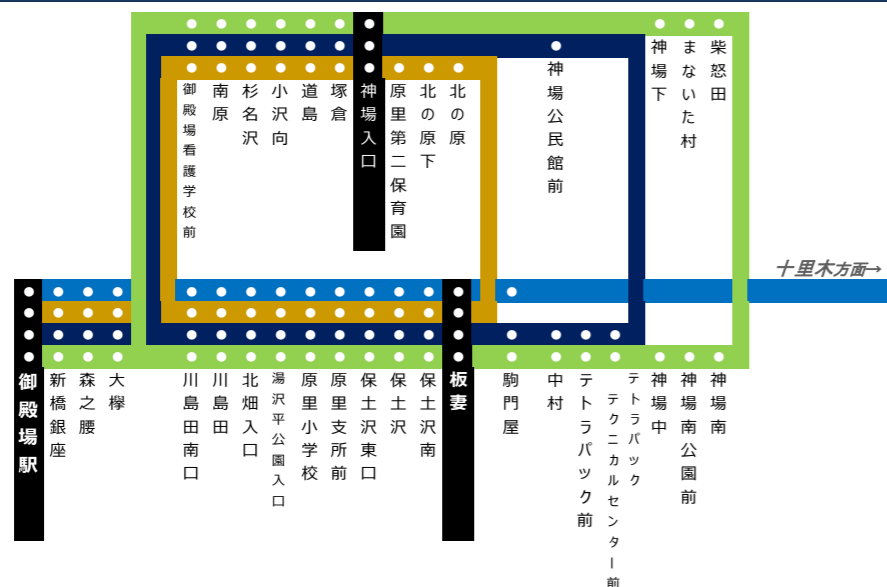 御殿場看護学校前
南原
杉名沢
小沢向
道島
塚倉
神場入口
原里第二保育園
北の原下
北の原
神場公民館前
神場下
まないた村
柴怒田
十里木方面→
御殿場駅
新橋銀座
森之腰
大欅
川島田南口
川島田
北畑入口
湯沢平公園入口
原里小学校
原里支所前
保土沢東口
保土沢
保土沢南
板妻
駒門屋
中村
テトラパック前
テトラパック
テクニカルセンター前
神場中
神場南公園前
神場南